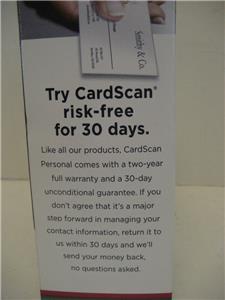 Smithy & Co.
Try CardScan®
risk-free
for 30 days.
Like all our products, CardScan
Personal comes with a two-year
full warranty and a 30-day
unconditional guarantee. If you
don't agree that it's a major
step forward in managing your
contact information, return it to
us within 30 days and we'll
send your money back,
no questions asked.